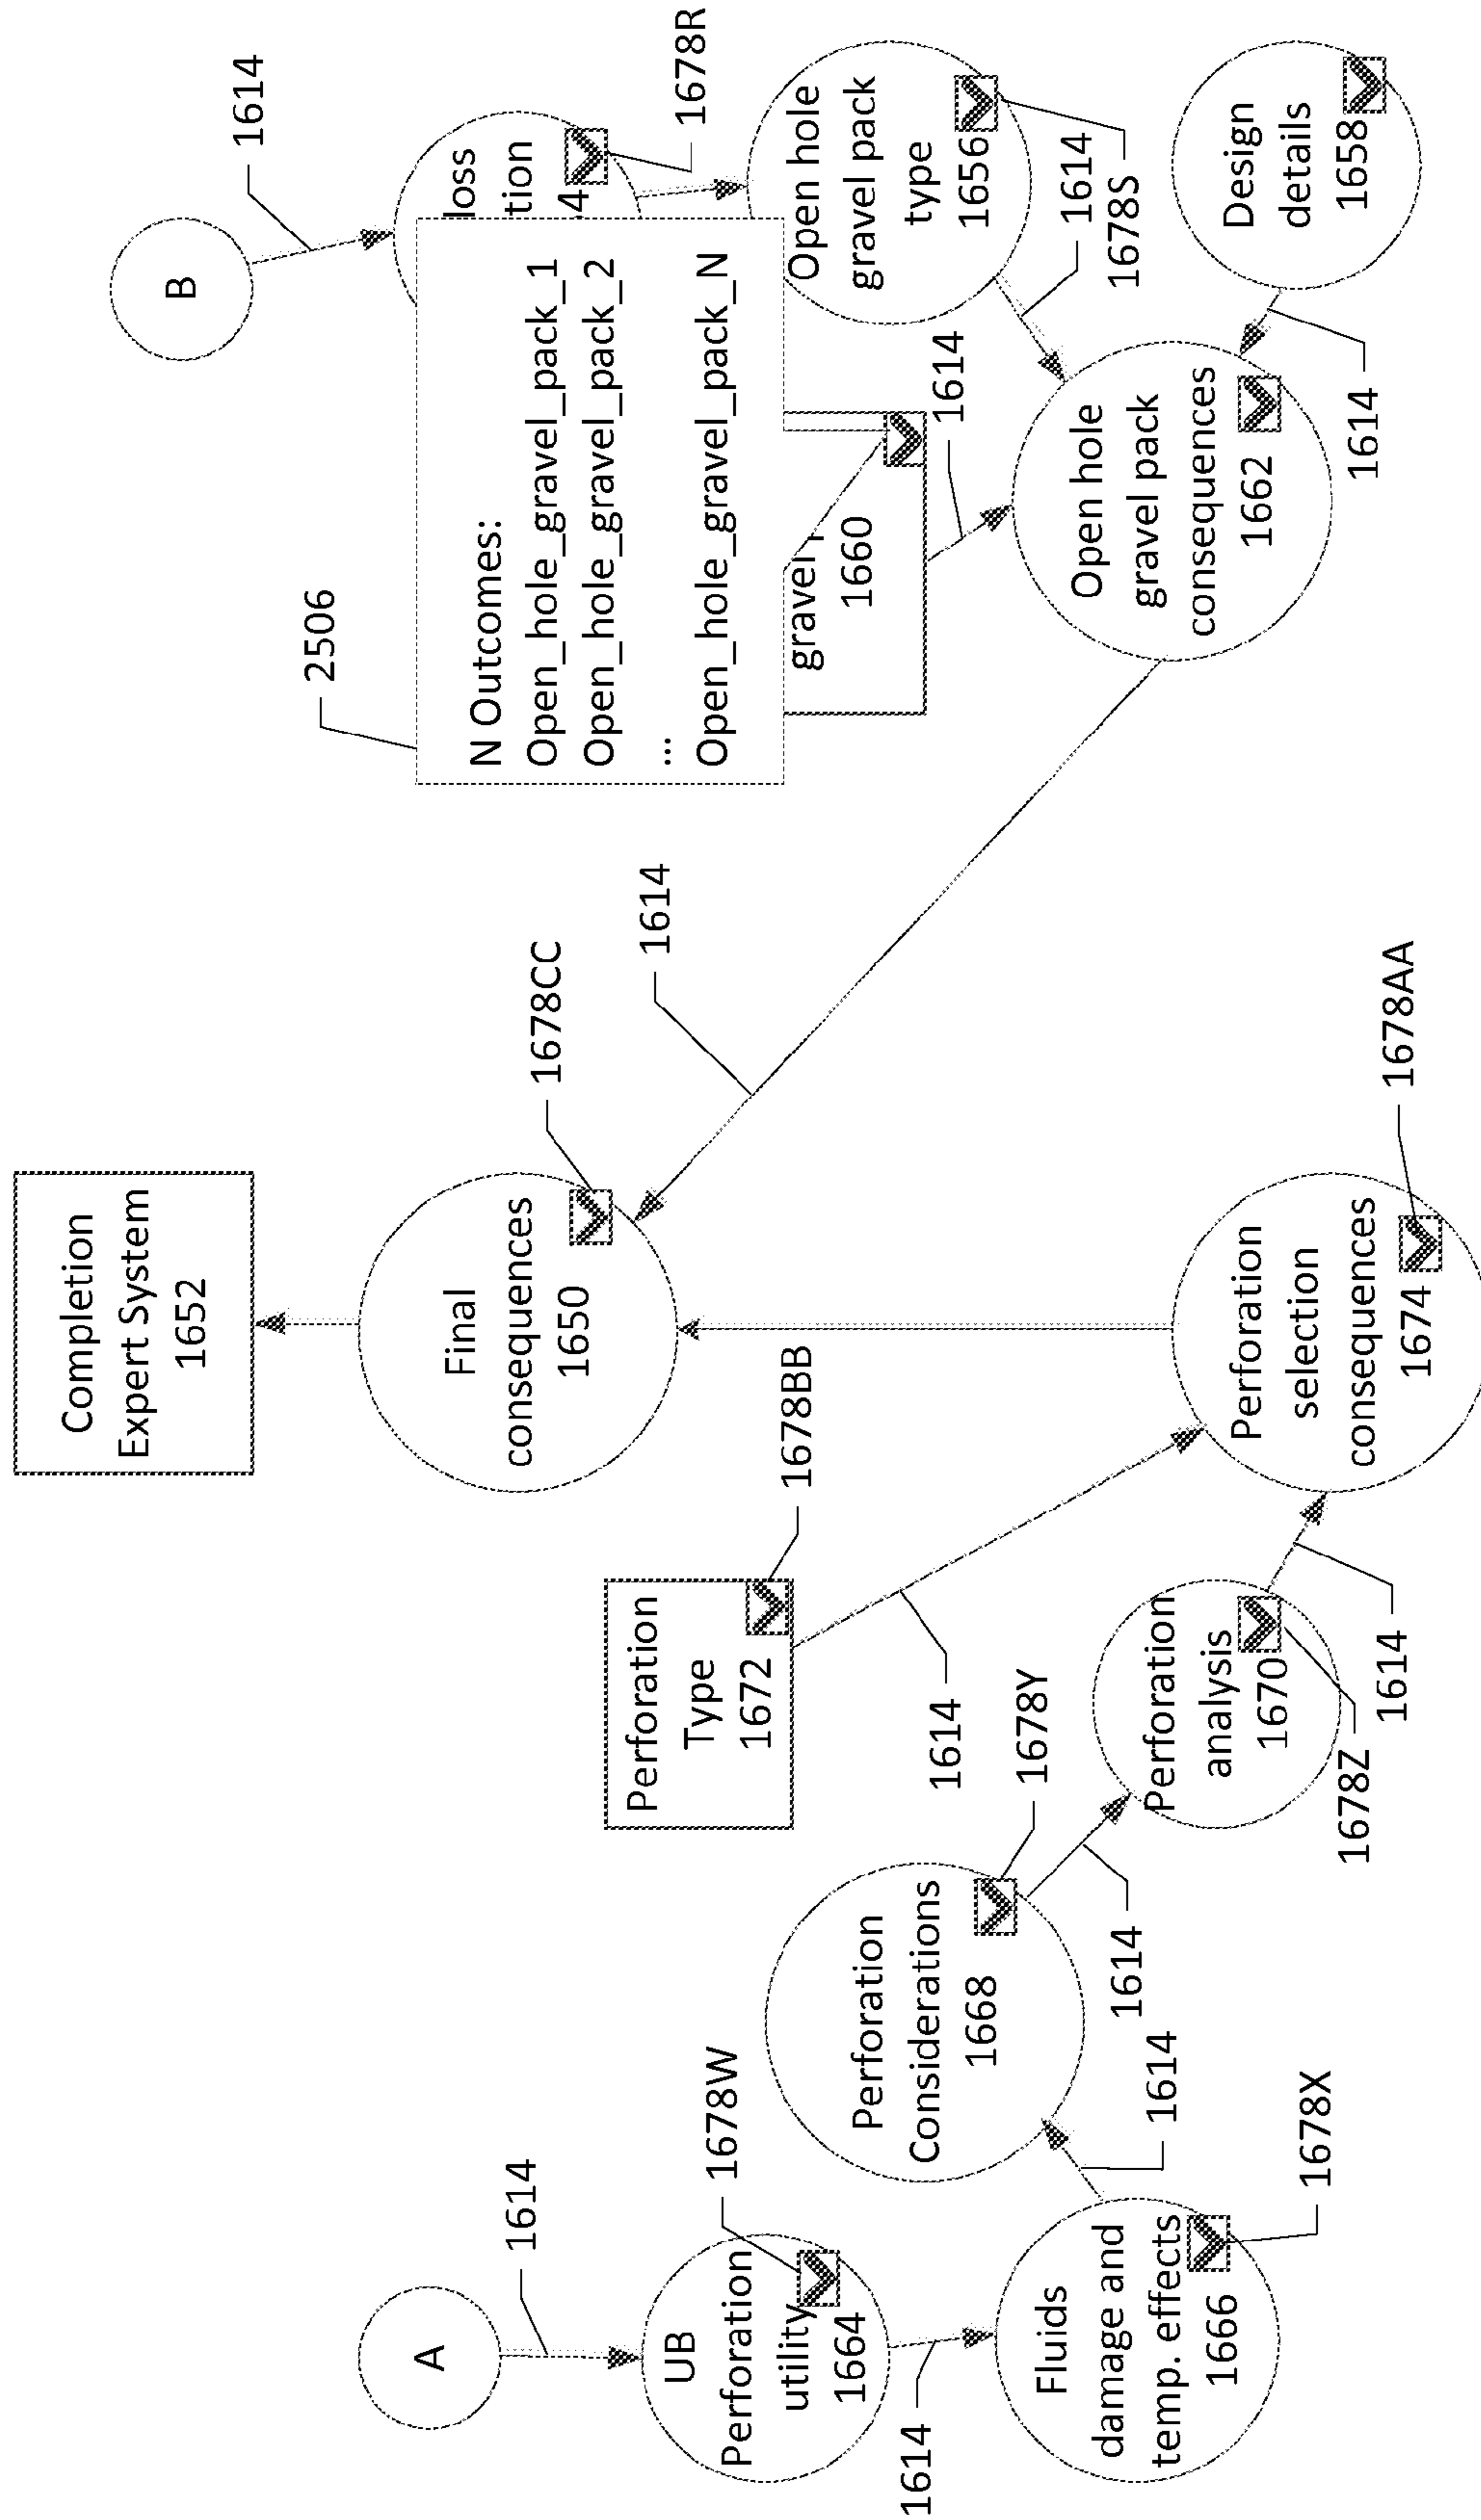 Completion
Expert System
1652
Final
consequences
1650
1678CC
1614
B
1614
loss
tion
4
1678R
2506
N Outcomes:
Open_hole_gravel_pack_1
Open_hole_gravel_pack_2
...
Open_hole_gravel_pack_N
Open hole
gravel pack
type
1656
1614
1678S
gravel
1660
1614
Open hole
gravel pack
consequences
1662
Design
details
1658
1614
A
1614
UB
Perforation
utility
1664
1678W
1614
Fluids
damage and
temp. effects
1666
1678X
1614
Perforation
Considerations
1668
1678Y
1614
Perforation
Type
1672
1678BB
1614
Perforation
analysis
1670
1678Z
1614
Perforation
selection
consequences
1674
1678AA